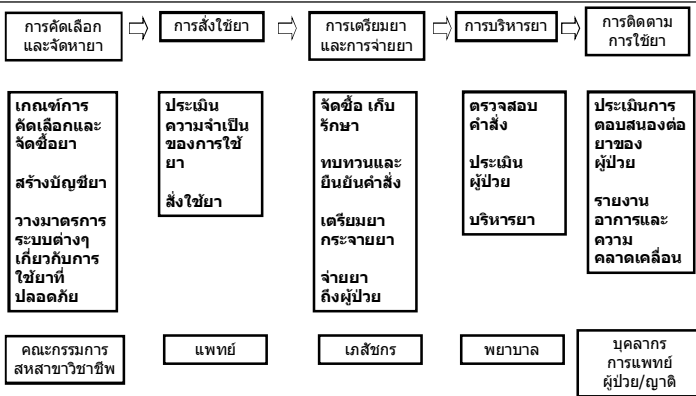 การคัดเลือก
และจัดหายา
การสั่งใช้ยา
การเตรียมยา
และการจ่ายยา
การบริหารยา
การติดตาม
การใช้ยา
เกณฑ์การ
คัดเลือกและ
จัดซื้อยา
สร้างบัญชียา
วางมาตรการ
ระบบต่างๆ
เกี่ยวกับการ
ใช้ยาที่
ปลอดภัย
ประเมิน
ความจำเป็น
ของการใช้
ยา
สั่งใช้ยา
จัดซื้อ เก็บ
รักษา
ทบทวนและ
ยืนยันคำสั่ง
เตรียมยา
กระจายยา
จ่ายยา
ถึงผู้ป่วย
ตรวจสอบ
คำสั่ง
ประเมิน
ผู้ป่วย
บริหารยา
ประเมินการ
ตอบสนองต่อ
ยาของ
ผู้ป่วย
รายงาน
อาการและ
ความ
คลาดเคลื่อน
คณะกรรมการ
สหสาขาวิชาชีพ
แพทย์
เภสัชกร
พยาบาล
บุคลากร
การแพทย์
ผู้ป่วย/ญาติ